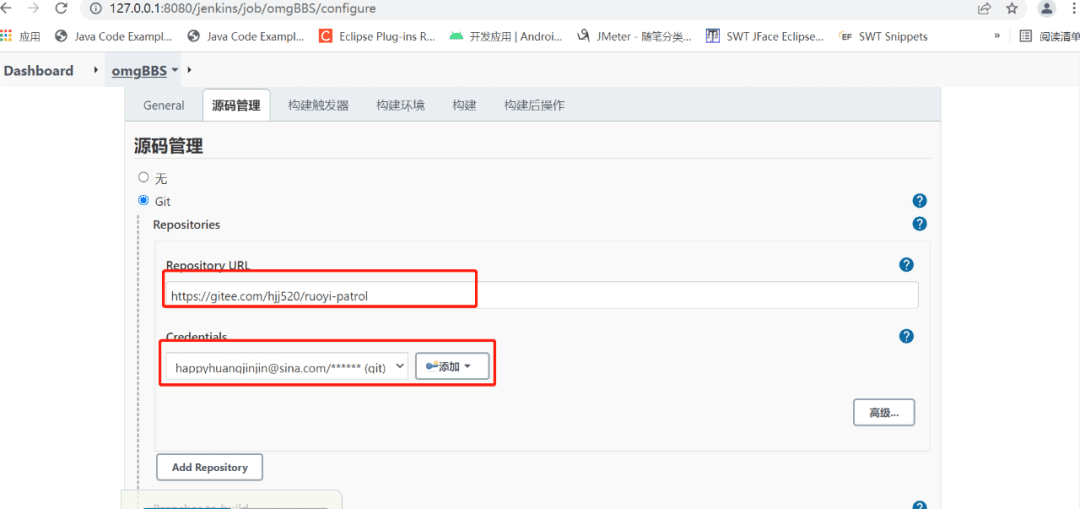 127.0.0.1:8080/jenkins/job/omgBBS/configure
应用 Java Code Exampl... Java Code Exampl... Eclipse Plug-ins R... 开发应用 | Androi... JMeter - 随笔分类... SWT JFace Eclipse... EF SWT Snippets » 阅读清单
Dashboard omgBBS
General 源码管理 构建触发器 构建环境 构建 构建后操作
源码管理
无
Git
Repositories
Repository URL
https://gitee.com/hjj520/ruoyi-patrol
Credentials
happyhuangjinjin@sina.com/****** (git) 添加
高级...
Add Repository
Branches to build